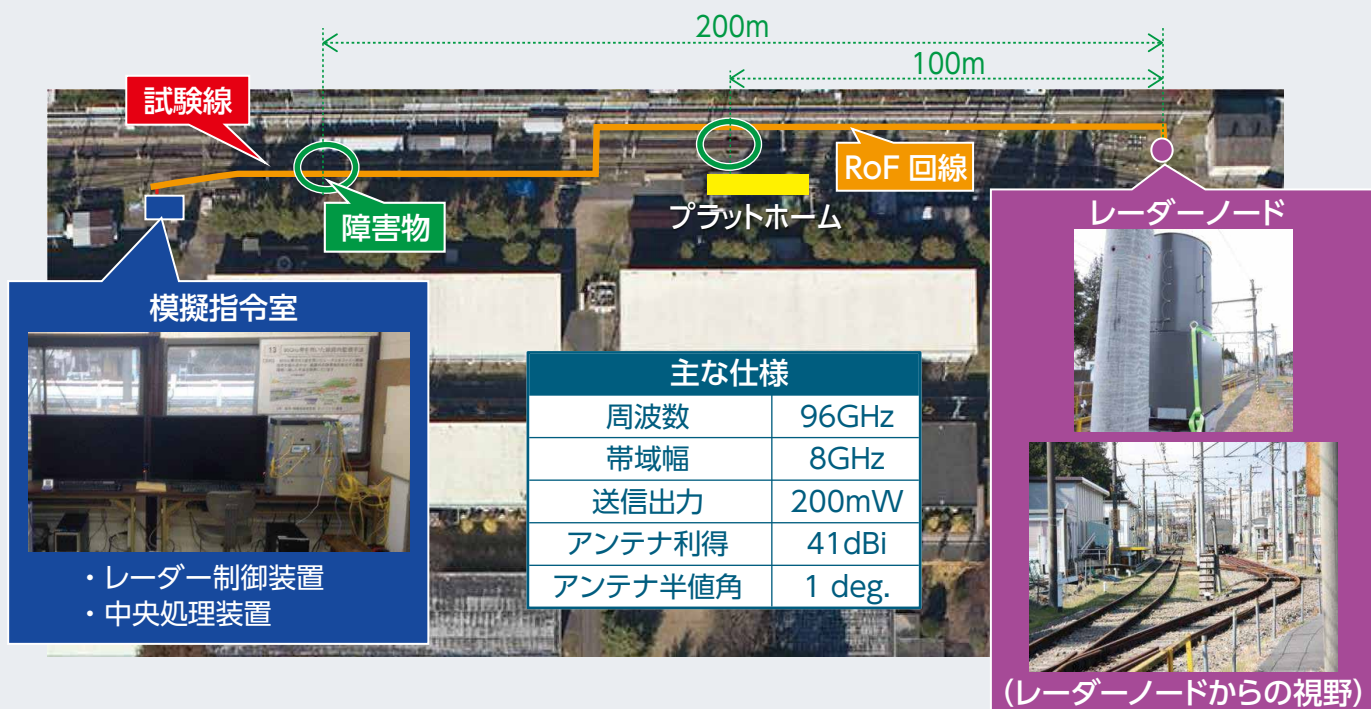 200m
100m
試験線
RoF 回線
障害物
プラットホーム
レーダーノード
模擬指令室
・レーダー制御装置
・中央処理装置
主な仕様
周波数 96GHz
帯域幅 8GHz
送信出力 200mW
アンテナ利得 41dBi
アンテナ半値角 1 deg.
(レーダーノードからの視野)